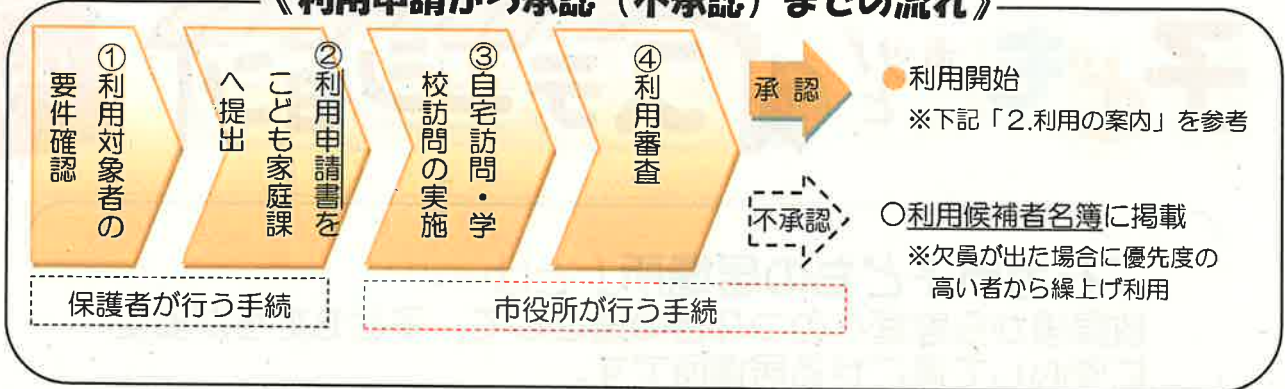 《利用申請から承認（不承認）までの流れ》
①利用対象者の
要件確認
②利用申請書を
こども家庭課
へ提出
③自宅訪問・学
校訪問の実施
④利用審査
承認
●利用開始
※下記「2.利用の案内」を参考
不承認
○利用候補者名簿に掲載
※欠員が出た場合に優先度の
高い者から繰上げ利用
保護者が行う手続
市役所が行う手続